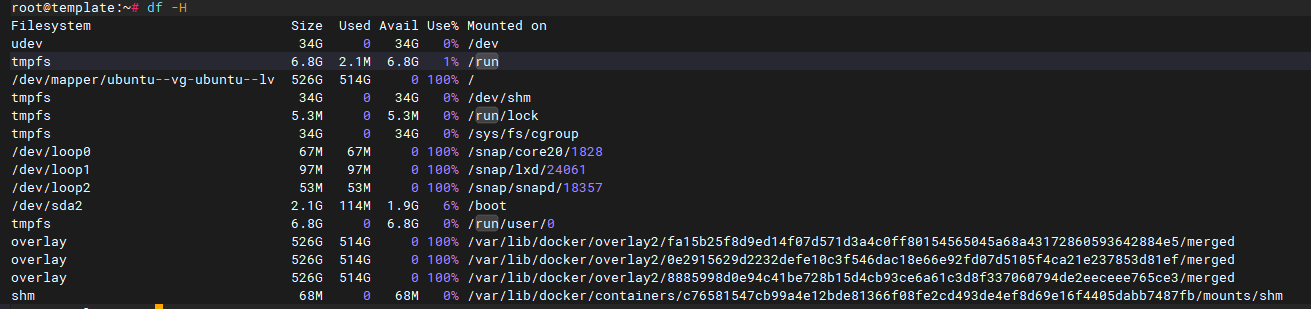 root@template:~# df -H
Filesystem                         Size  Used Avail Use% Mounted on
udev                                34G     0   34G   0% /dev
tmpfs                              6.8G  2.1M  6.8G   1% /run
/dev/mapper/ubuntu--vg-ubuntu--lv  526G  514G     0 100% /
tmpfs                               34G     0   34G   0% /dev/shm
tmpfs                              5.3M     0  5.3M   0% /run/lock
tmpfs                               34G     0   34G   0% /sys/fs/cgroup
/dev/loop0                          67M   67M     0 100% /snap/core20/1828
/dev/loop1                          97M   97M     0 100% /snap/lxd/24061
/dev/loop2                          53M   53M     0 100% /snap/snapd/18357
/dev/sda2                          2.1G  114M  1.9G   6% /boot
tmpfs                              6.8G     0  6.8G   0% /run/user/0
overlay                            526G  514G     0 100% /var/lib/docker/overlay2/fa15b25f8d9ed14f07d571d3a4c0ff80154565045a68a43172860593642884e5/merged
overlay                            526G  514G     0 100% /var/lib/docker/overlay2/0e2915629d2232defe10c3f546dac18e66e92fd07d5105f4ca21e237853d81ef/merged
overlay                            526G  514G     0 100% /var/lib/docker/overlay2/8885998d0e94c41be728b15d4cb93ce6a61c3d8f337060794de2eeceee765ce3/merged
shm                                 68M     0   68M   0% /var/lib/docker/containers/c76581547cb99a4e12bde81366f08fe2cd493de4ef8d69e16f4405dabb7487fb/mounts/shm